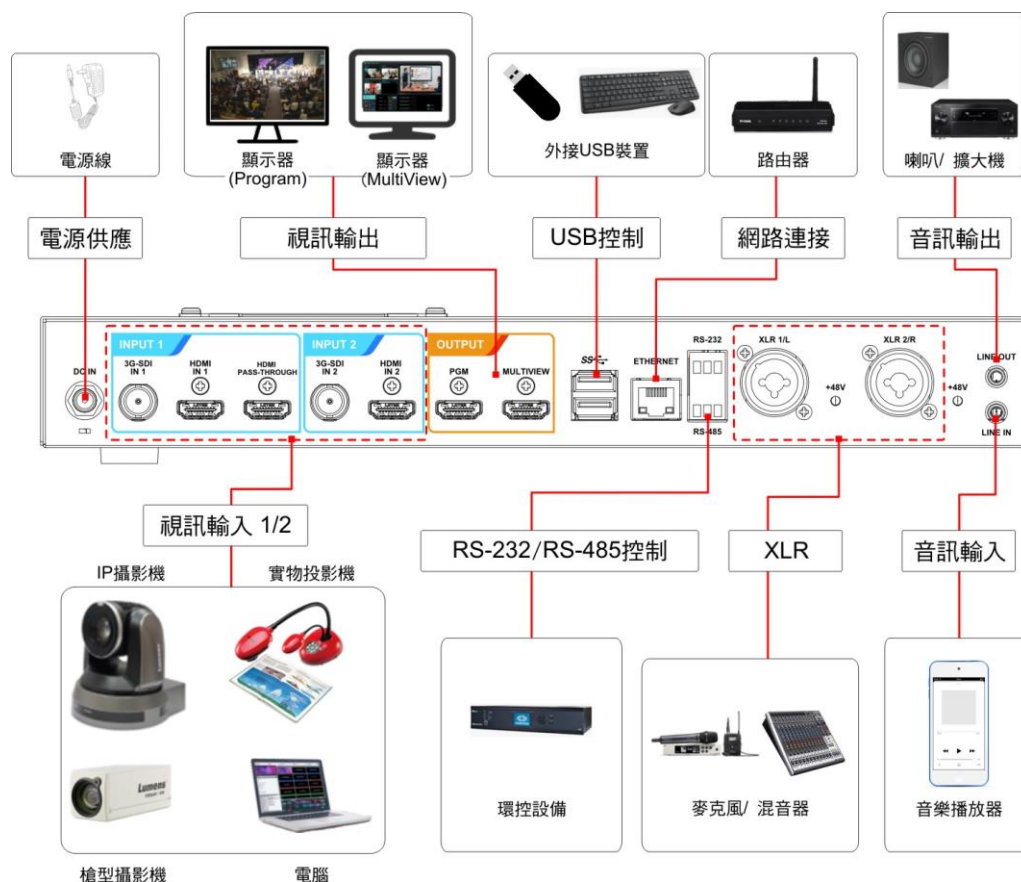 電源線
顯示器
(Program)
顯示器
(MultiView)
外接USB裝置
路由器
喇叭/ 擴大機
電源供應
視訊輸出
USB控制
網路連接
音訊輸出
INPUT 1
INPUT 2
OUTPUT
DC IN
3G-SDI
IN 1
HDMI
IN 1
HDMI
PASS-THROUGH
3G-SDI
IN 2
HDMI
IN 2
PGM
MULTIVIEW
SS
ETHERNET
RS-232
RS-485
XLR 1/L
+48V
XLR 2/R
+48V
LINE OUT
LINE IN
視訊輸入 1/2
RS-232/RS-485控制
XLR
音訊輸入
IP攝影機
實物投影機
Lumens
環控設備
麥克風/ 混音器
音樂播放器
槍型攝影機
電腦